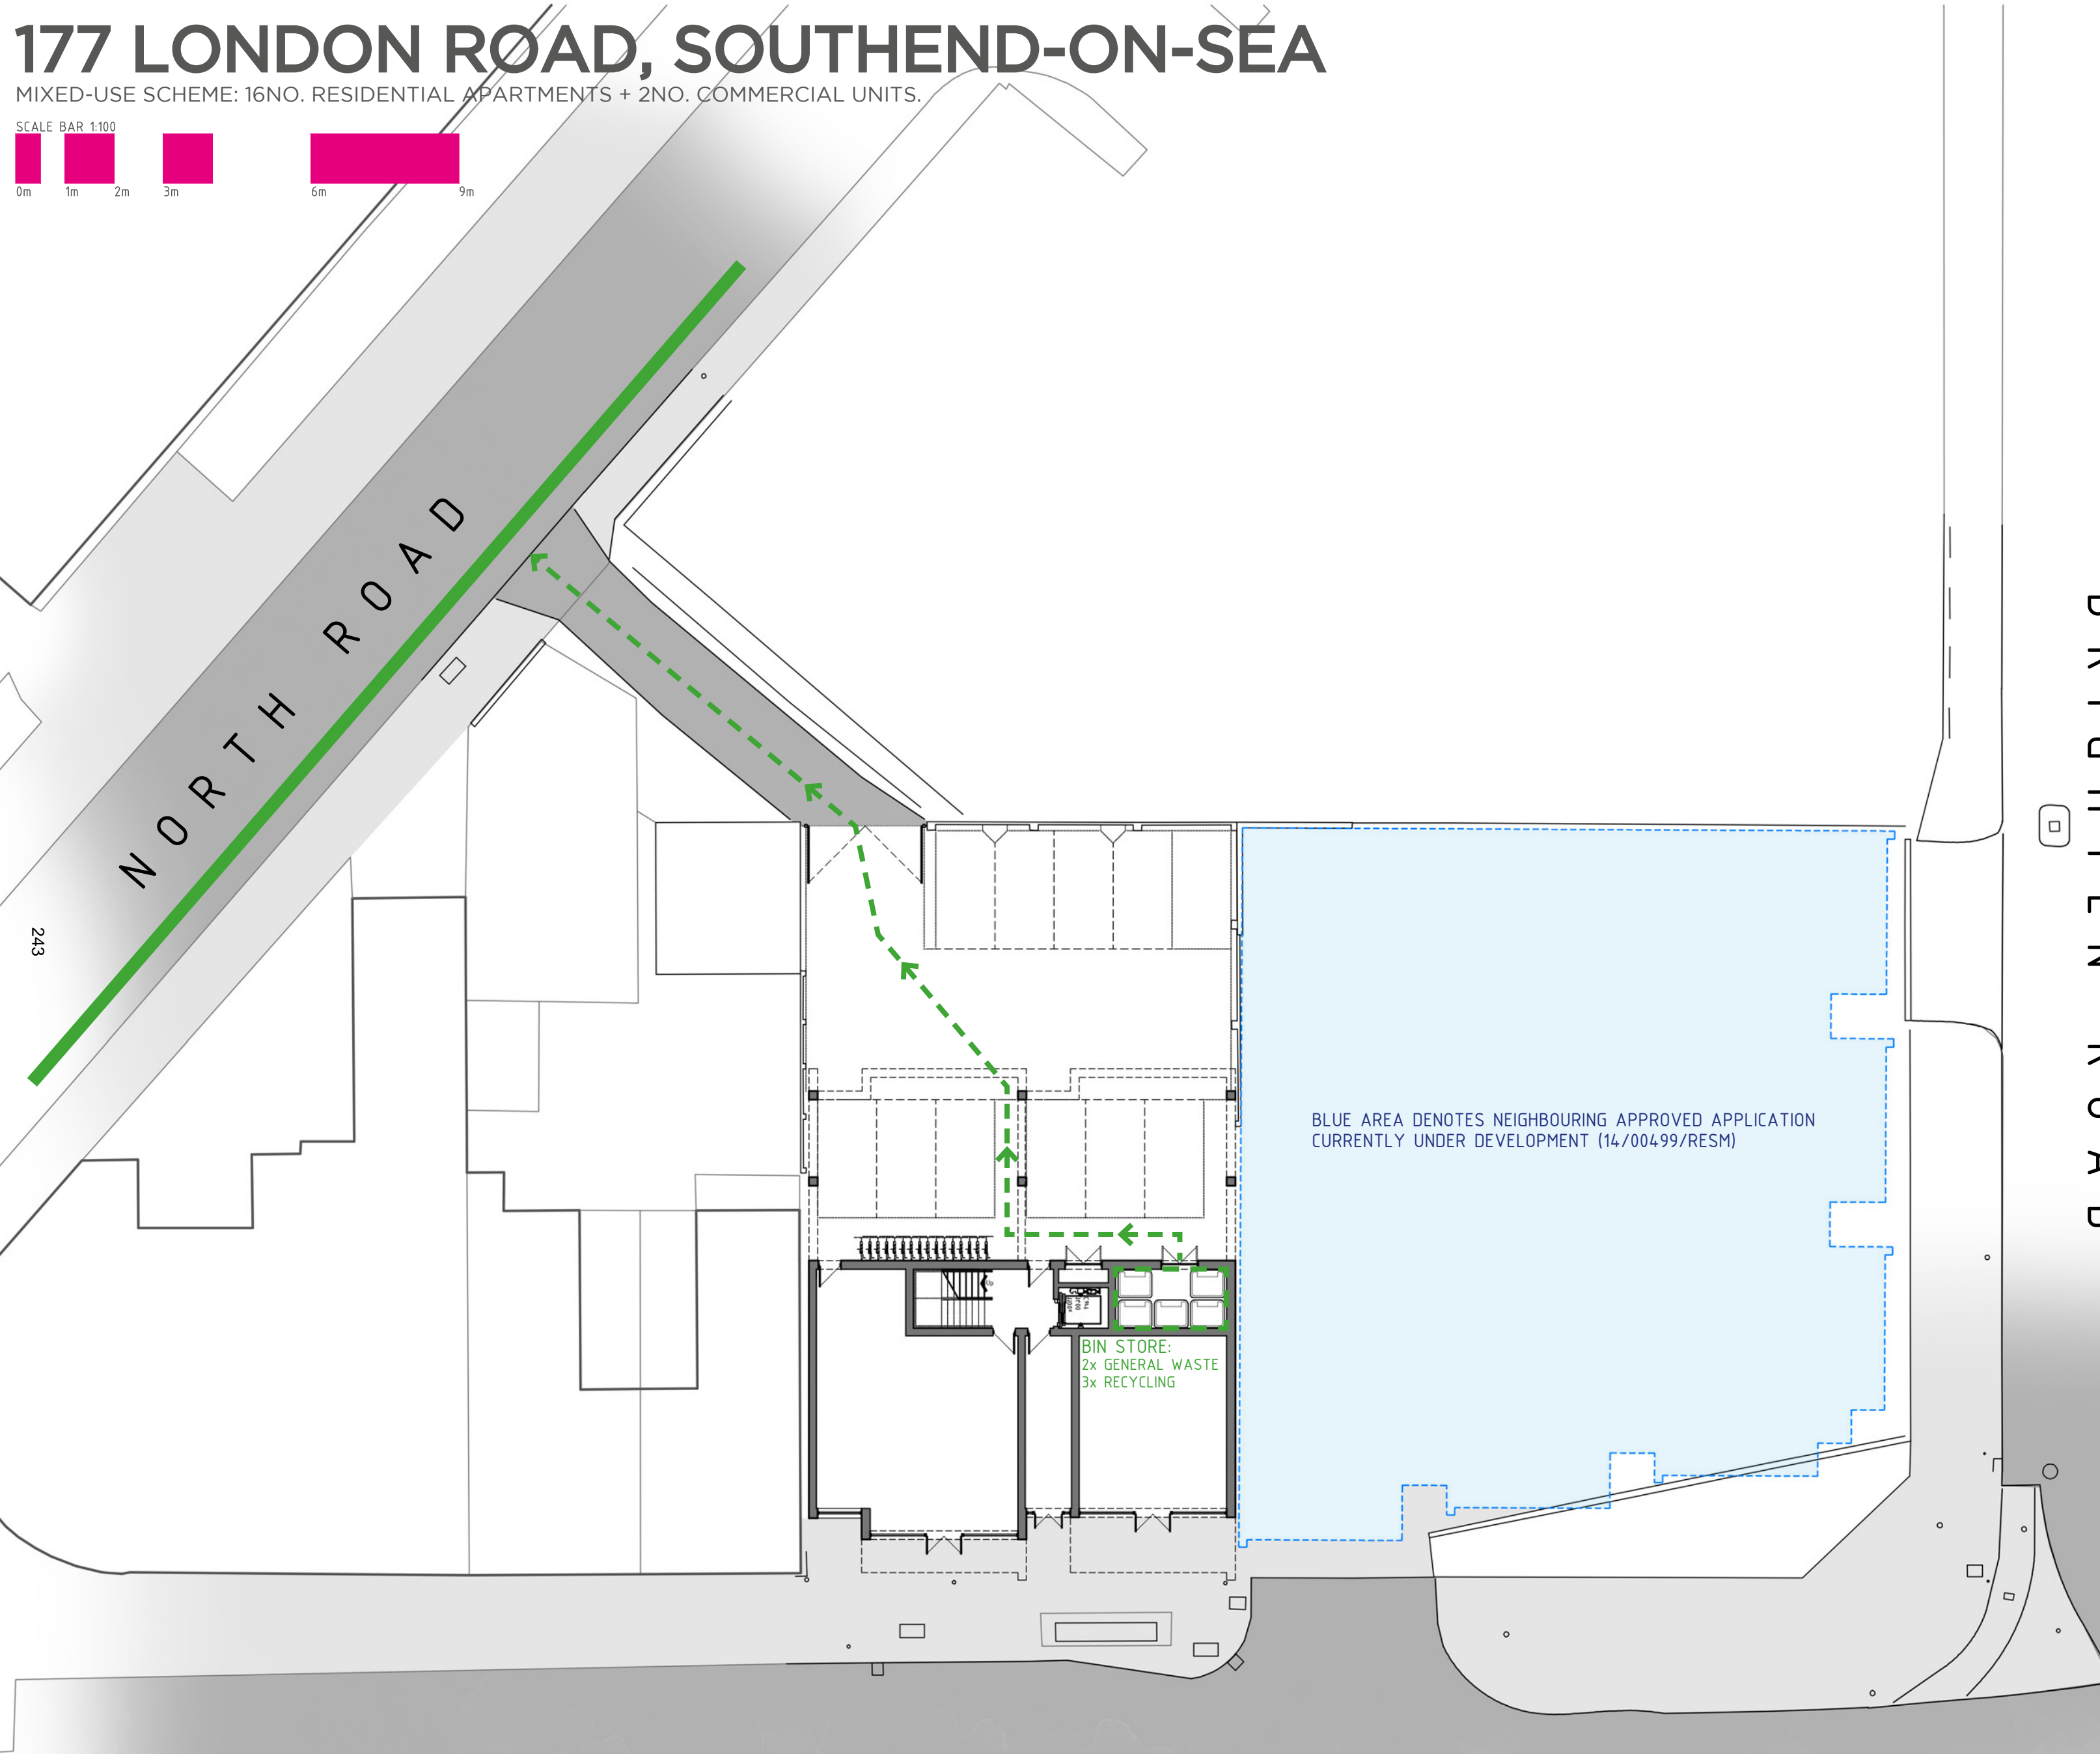 177 LONDON ROAD, SOUTHEND-ON-SEA
MIXED-USE SCHEME: 16NO. RESIDENTIAL APARTMENTS + 2NO. COMMERCIAL UNITS.
SCALE BAR 1:100
0m 1m 2m 3m 6m 9m
NORTH ROAD
243
BLUE AREA DENOTES NEIGHBOURING APPROVED APPLICATION
CURRENTLY UNDER DEVELOPMENT (14/00499/RESM)
Up
BIN STORE:
2x GENERAL WASTE
3x RECYCLING